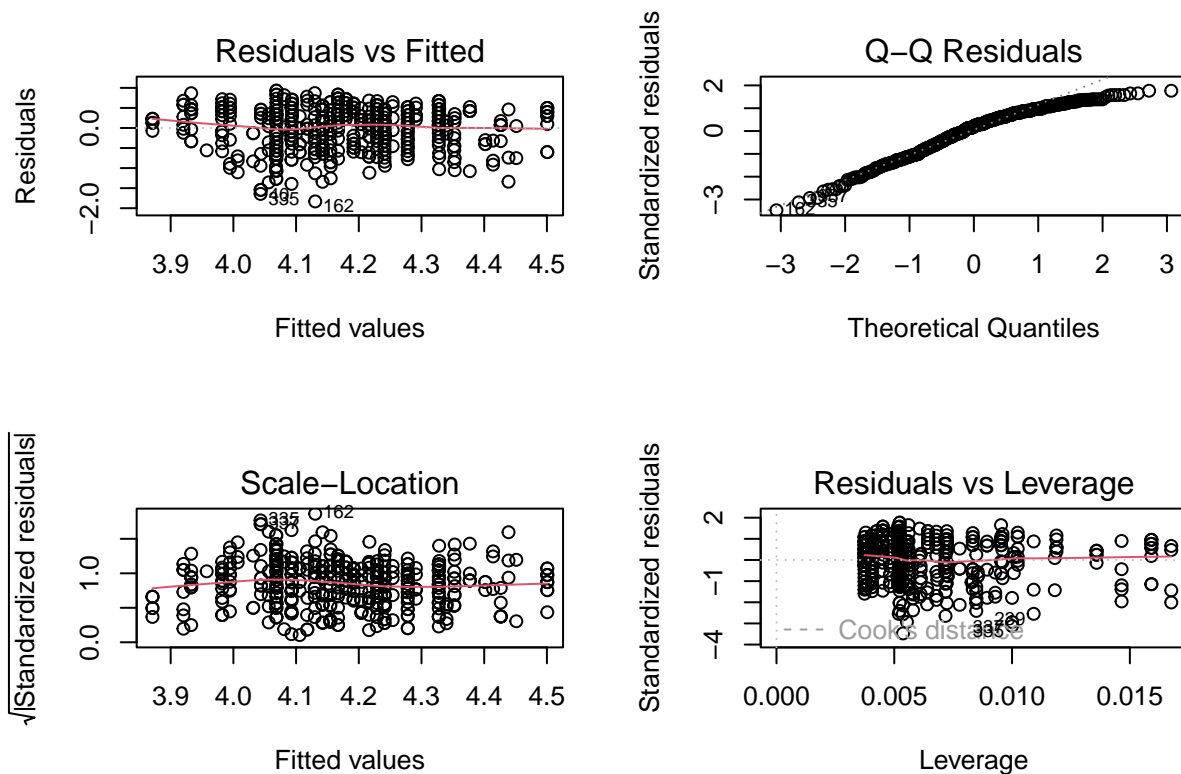 Residuals vs Fitted
Residuals
0.0
−2.0
335
162
3.9 4.0 4.1 4.2 4.3 4.4 4.5
Fitted values
Q−Q Residuals
Standardized residuals
2
0
−3
162
−3 −2 −1 0 1 2 3
Theoretical Quantiles
Scale−Location
√|Standardized residuals|
1.0
0.0
335
162
3.9 4.0 4.1 4.2 4.3 4.4 4.5
Fitted values
Residuals vs Leverage
Standardized residuals
2
−1
−4
Cook's distance
335
0.000 0.005 0.010 0.015
Leverage